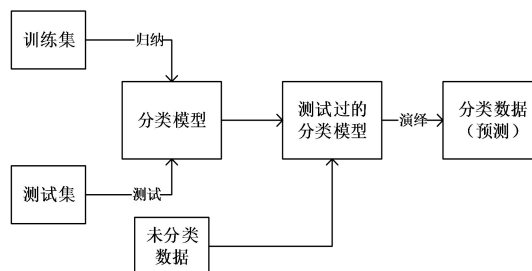 训练集
归纳
分类模型
测试过的
分类模型
演绎
分类数据
（预测）
测试集
测试
未分类
数据